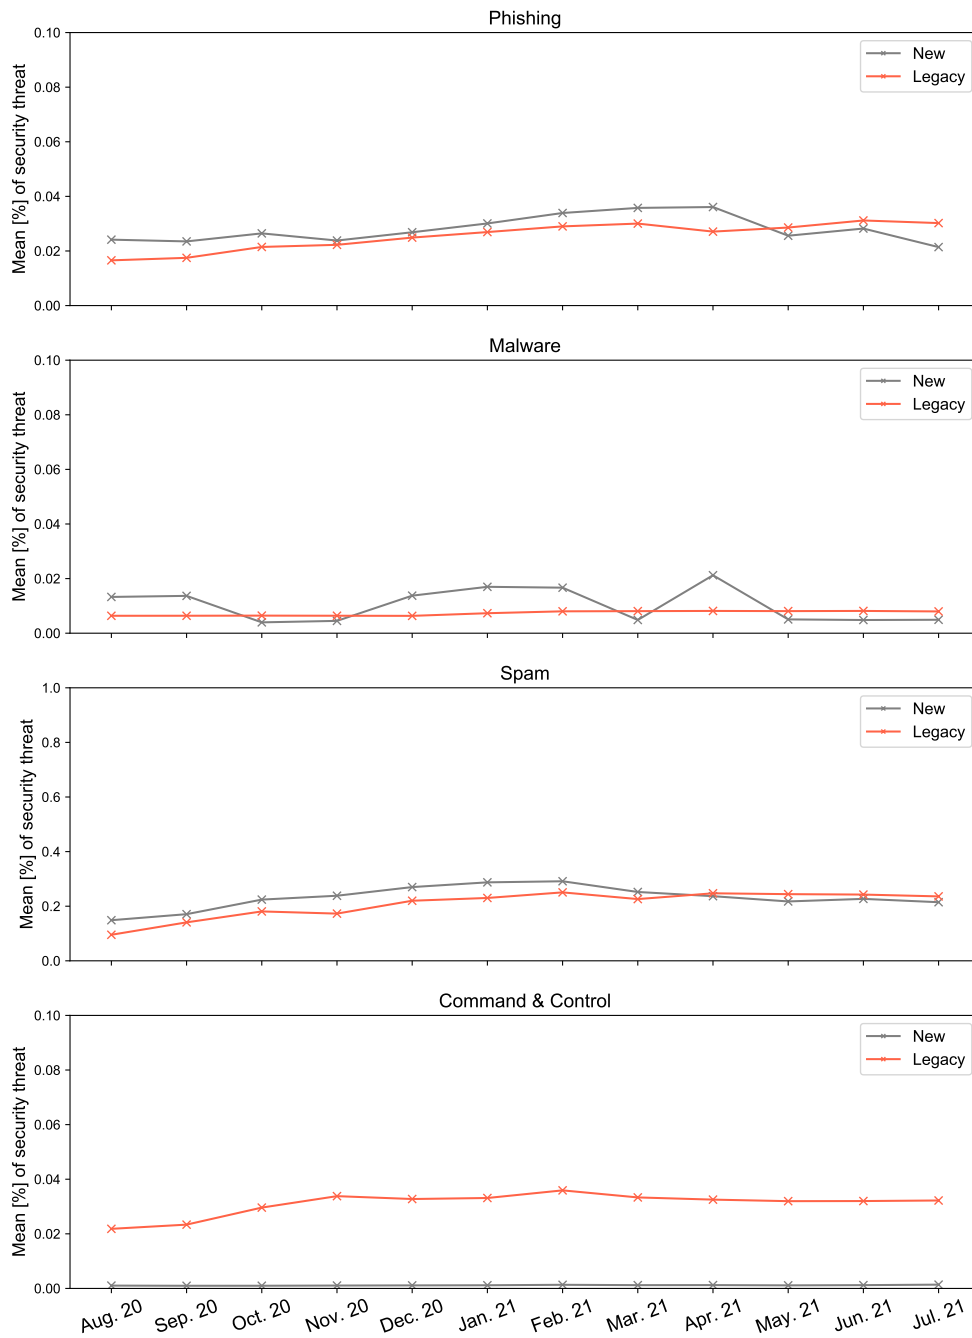 Phishing
Mean [%] of security threat
0.10
0.08
0.06
0.04
0.02
0.00
New
Legacy
Malware
Mean [%] of security threat
0.10
0.08
0.06
0.04
0.02
0.00
New
Legacy
Spam
Mean [%] of security threat
1.0
0.8
0.6
0.4
0.2
0.0
New
Legacy
Command & Control
Mean [%] of security threat
0.10
0.08
0.06
0.04
0.02
0.00
New
Legacy
Aug. 20 Sep. 20 Oct. 20 Nov. 20 Dec. 20 Jan. 21 Feb. 21 Mar. 21 Apr. 21 May. 21 Jun. 21 Jul. 21